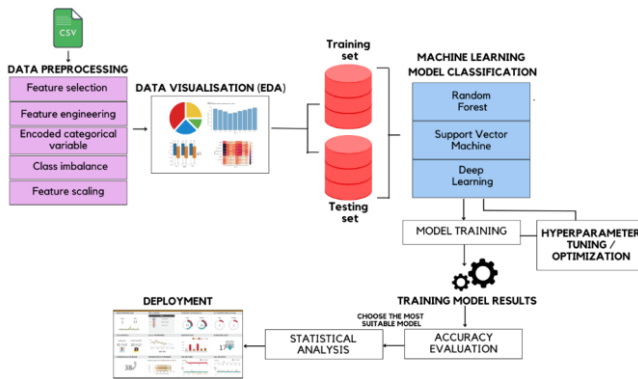 CSV
DATA PREPROCESSING
Feature selection
Feature engineering
Encoded categorical
variable
Class imbalance
Feature scaling
DATA VISUALISATION (EDA)
Training
set
Testing
set
MACHINE LEARNING
MODEL CLASSIFICATION
Random
Forest
Support Vector
Machine
Deep
Learning
MODEL TRAINING
HYPERPARAMETER
TUNING /
OPTIMIZATION
TRAINING MODEL RESULTS
ACCURACY
EVALUATION
CHOOSE THE MOST
SUITABLE MODEL
STATISTICAL
ANALYSIS
DEPLOYMENT